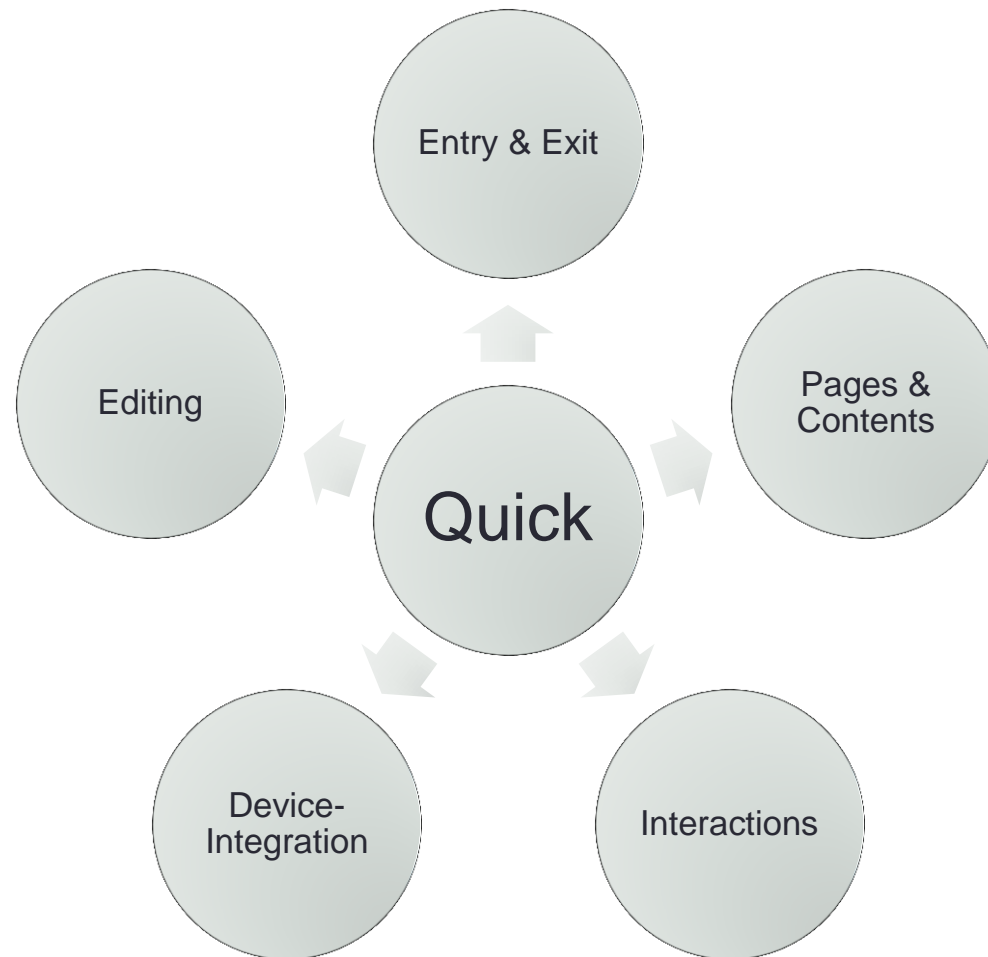 Entry & Exit
Pages &
Contents
Editing
Quick
Device-
Integration
Interactions